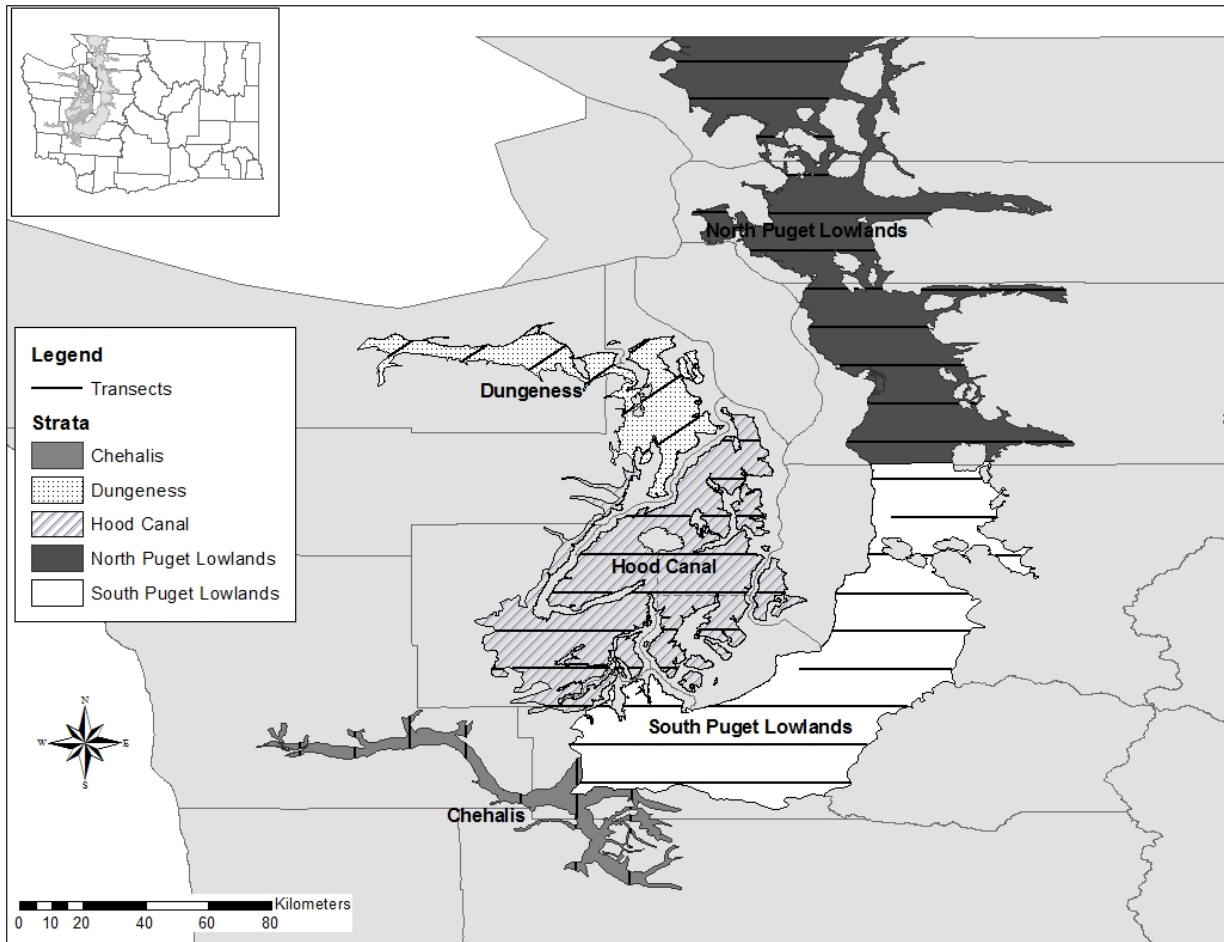 North Puget Lowlands
Legend
Transects
Strata
Chehalis
Dungeness
Hood Canal
North Puget Lowlands
South Puget Lowlands
Dungeness
Hood Canal
South Puget Lowlands
Chehalis
N
W E
S
Kilometers
0 10 20 40 60 80